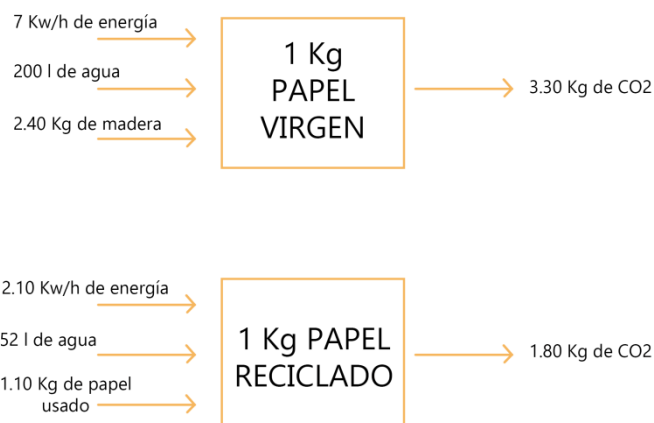 7 Kw/h de energía
200 l de agua
2.40 Kg de madera
1 Kg
PAPEL
VIRGEN
3.30 Kg de CO2
2.10 Kw/h de energía
52 l de agua
1.10 Kg de papel
usado
1 Kg PAPEL
RECICLADO
1.80 Kg de CO2